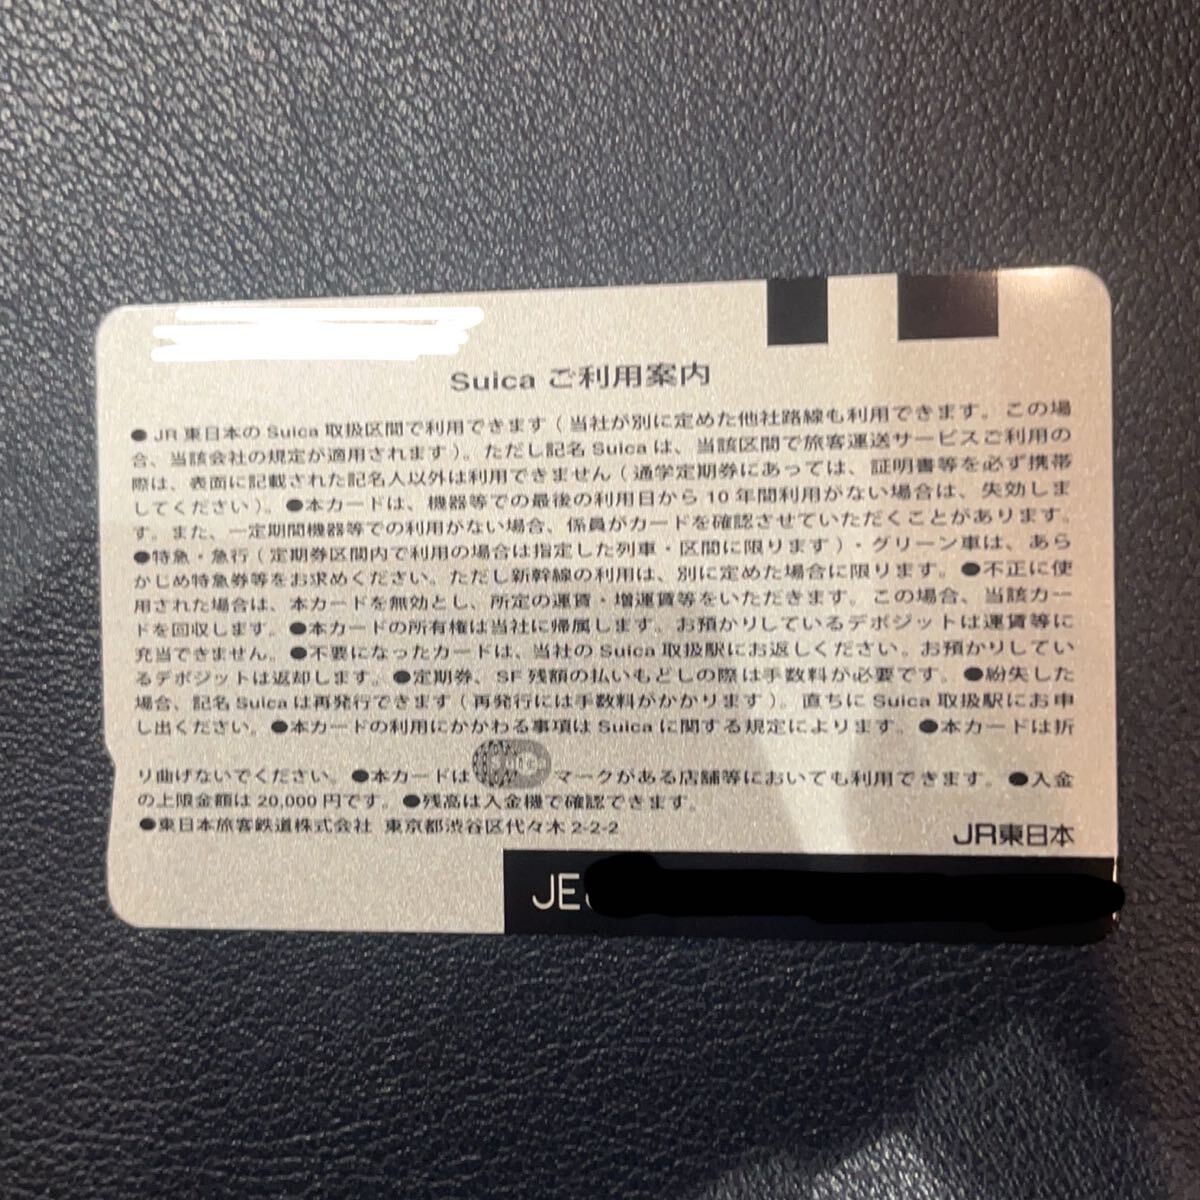 Suica ご利用案内
●JR東日本のSuica取扱区間で利用できます(当社が別に定めた他社路線も利用できます。この場
合、当該会社の規定が適用されます)。ただし記名Suicaは、当該区間で旅客運送サービスご利用の
際は、表面に記載された記名人以外は利用できません(通学定期券にあっては、証明書等を必ず携帯
してください)。●本カードは、機器等での最後の利用日から10年間利用がない場合は、失効しま
す。また、一定期間機器等での利用がない場合、係員がカードを確認させていただくことがあります。
●特急・急行(定期券区間内で利用の場合は指定した列車・区間に限ります)・グリーン車は、あら
かじめ特急券等をお求めください。ただし新幹線の利用は、別に定めた場合に限ります。●不正に使
用された場合は、本カードを無効とし、所定の運賃・増運賃等をいただきます。この場合、当該カー
ドを回収します。●本カードの所有権は当社に帰属します。お預かりしているデポジットは運賃等に
充当できません。●不要になったカードは、当社のSuica取扱駅にお返しください。お預かりしてい
るデポジットは返却します。●定期券、SF残額の払いもどしの際は手数料が必要です。●紛失した
場合、記名Suicaは再発行できます(再発行には手数料がかかります)。直ちにSuica取扱駅にお申
し出ください。●本カードの利用にかかわる事項はSuicaに関する規定によります。●本カードは折
り曲げないでください。●本カードは マークがある店舗等においても利用できます。●入金
の上限金額は20,000円です。●残高は入金機で確認できます。
●東日本旅客鉄道株式会社 東京都渋谷区代々木2-2-2
JR東日本
JE